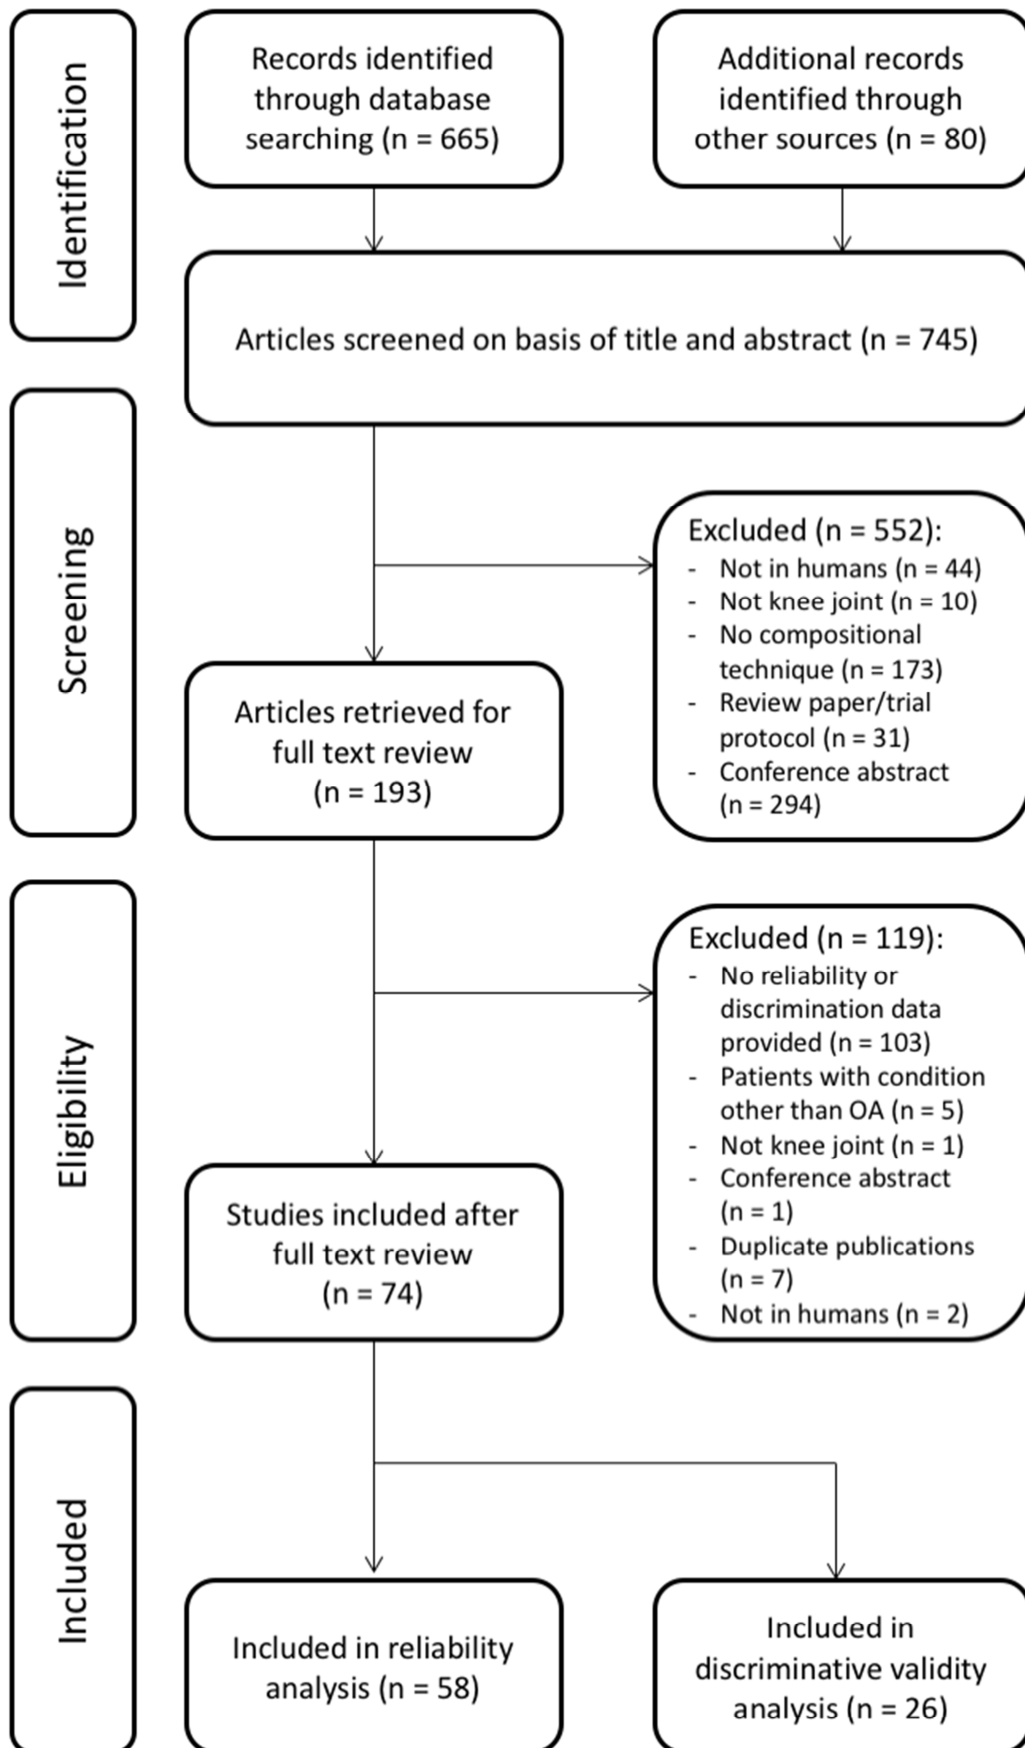 Identification
Records identified
through database
searching (n = 665)
Additional records
identified through
other sources (n = 80)
Articles screened on basis of title and abstract (n = 745)
Screening
Excluded (n = 552):
- Not in humans (n = 44)
- Not knee joint (n = 10)
- No compositional
technique (n = 173)
- Review paper/trial
protocol (n = 31)
- Conference abstract
(n = 294)
Articles retrieved for
full text review
(n = 193)
Eligibility
Excluded (n = 119):
- No reliability or
discrimination data
provided (n = 103)
- Patients with condition
other than OA (n = 5)
- Not knee joint (n = 1)
- Conference abstract
(n = 1)
- Duplicate publications
(n = 7)
- Not in humans (n = 2)
Studies included after
full text review
(n = 74)
Included
Included in reliability
analysis (n = 58)
Included in
discriminative validity
analysis (n = 26)